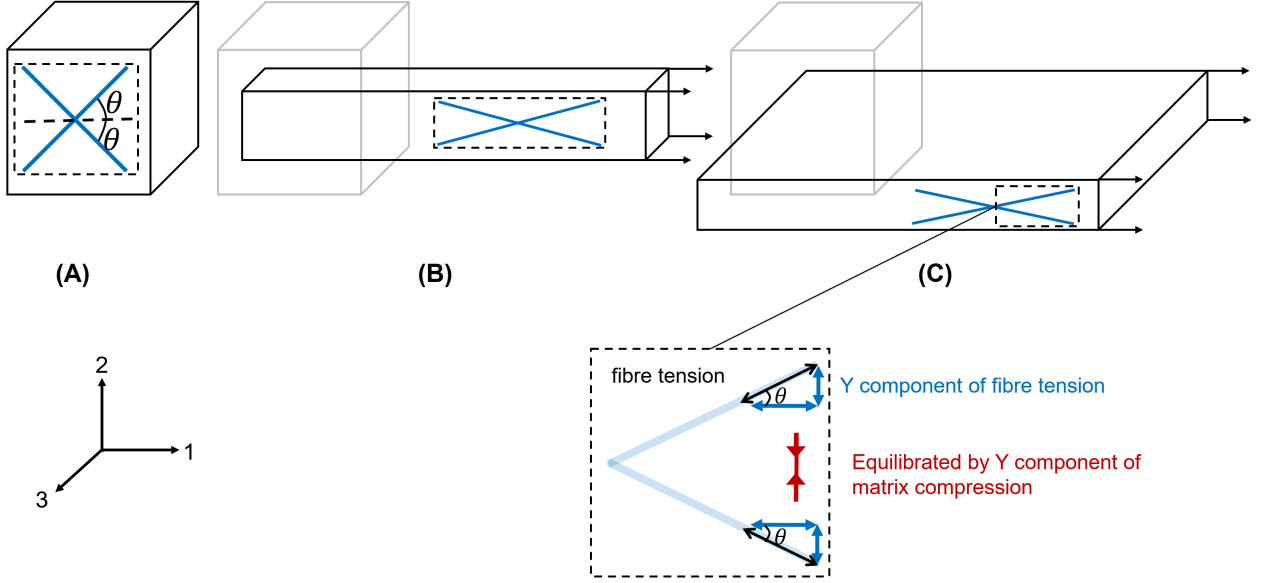 θ
θ
(A)
(B)
(C)
2
1
3
fibre tension
θ
Y component of fibre tension
Equilibrated by Y component of
matrix compression
θ